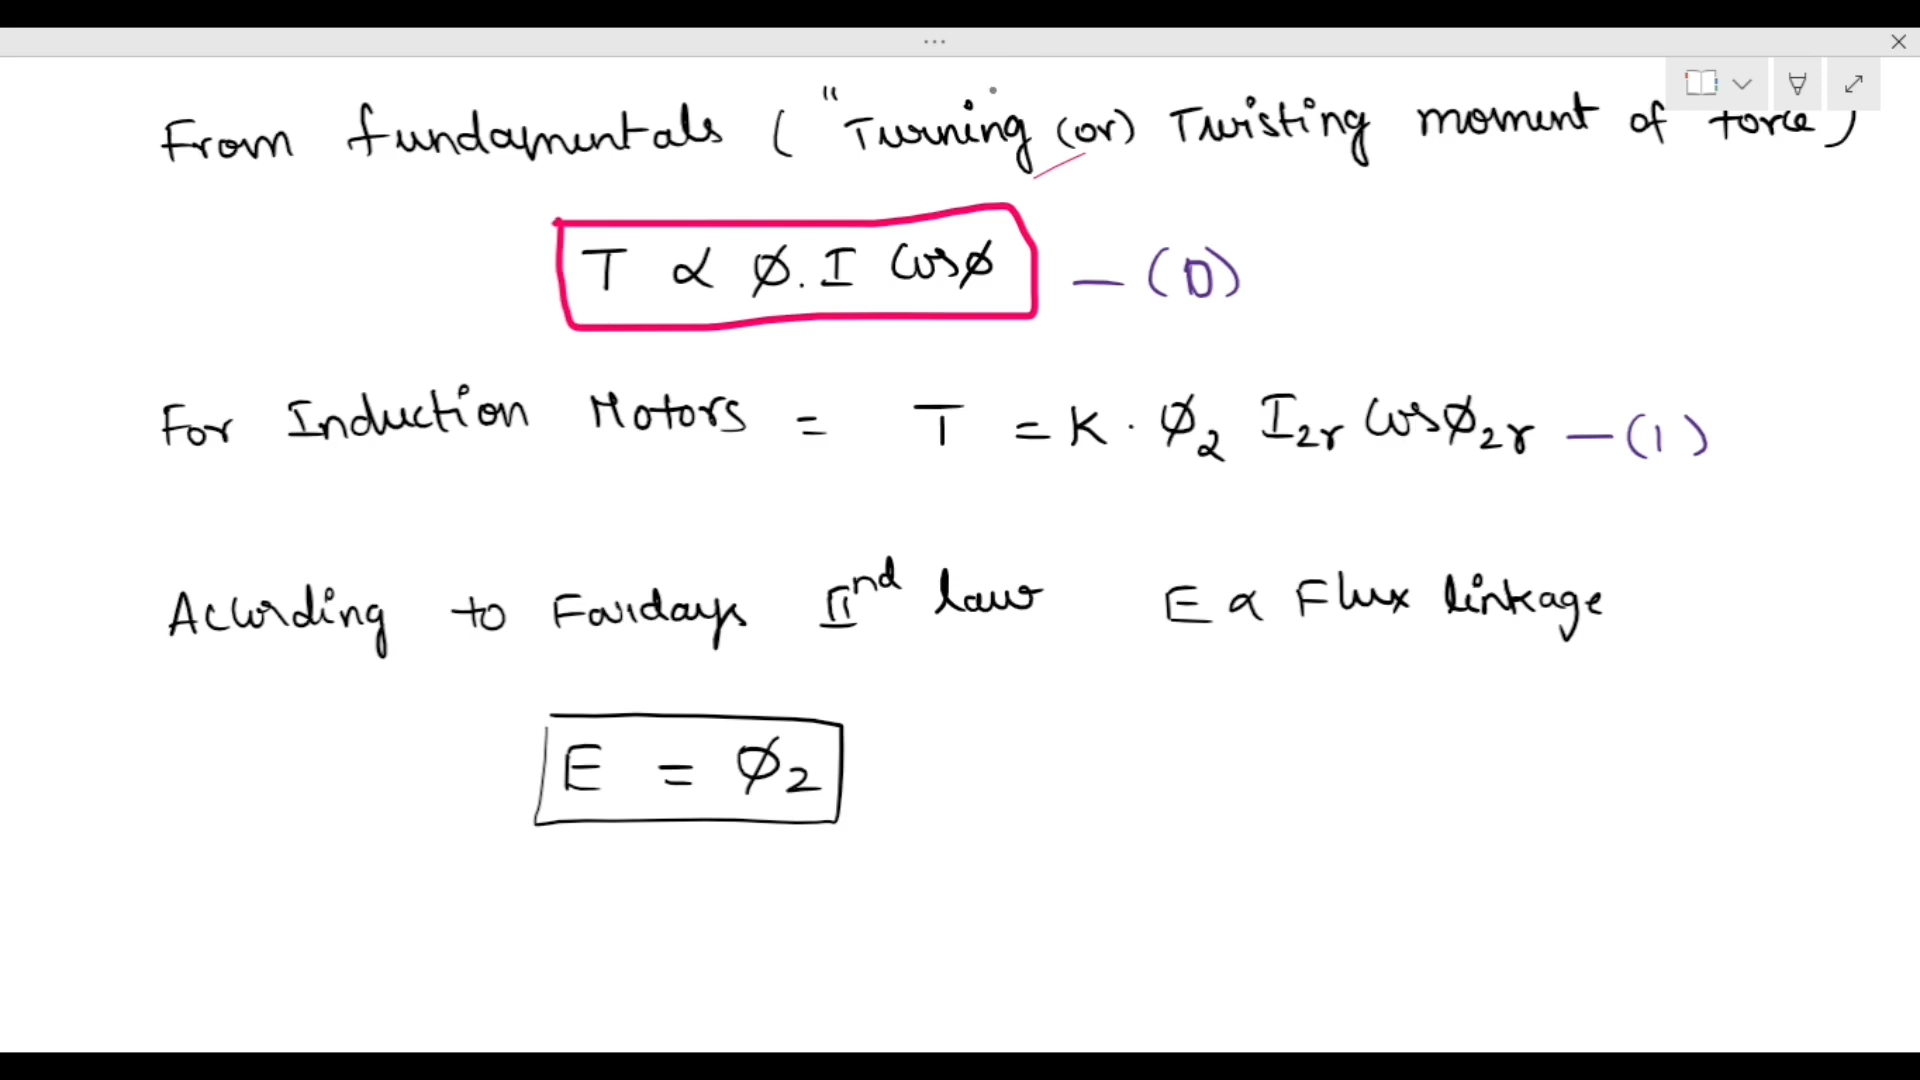 From fundamentals ( "Turning (or) Twisting moment of force)
T ∝ ø. I Cosø — (0)
For Induction Motors = T = K . ø₂ I₂r Cosø₂r — (1)
According to Faridays IInd law E ∝ Flux linkage
E = ø₂